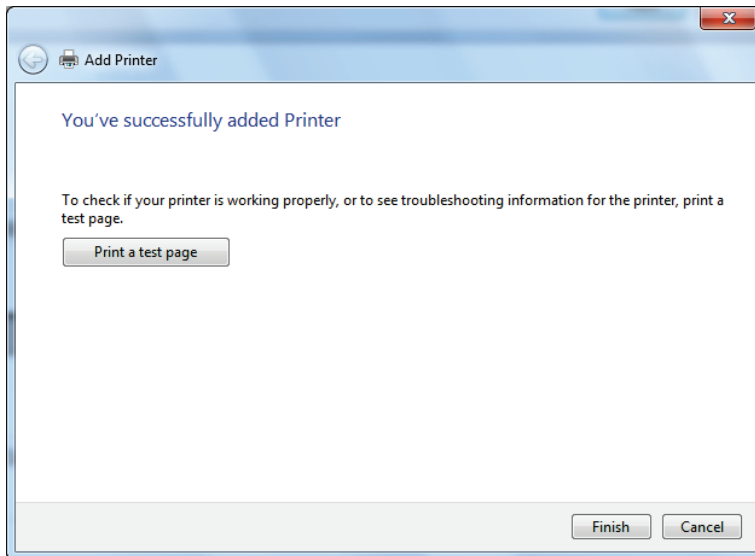 Add Printer
You've successfully added Printer
To check if your printer is working properly, or to see troubleshooting information for the printer, print a
test page.
Print a test page
Finish Cancel